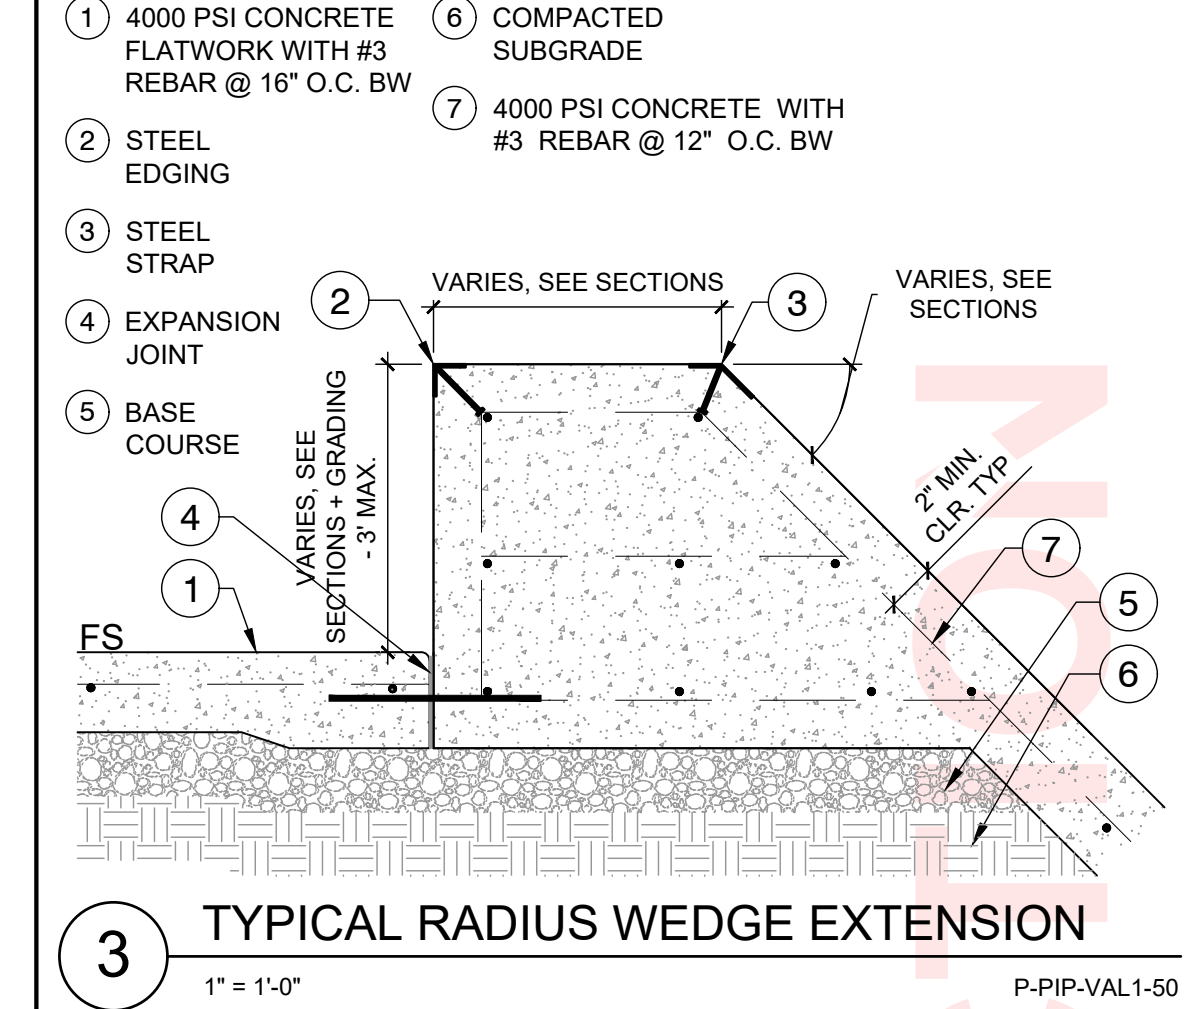 1 4000 PSI CONCRETE
FLATWORK WITH #3
REBAR @ 16" O.C. BW
2 STEEL
EDGING
3 STEEL
STRAP
4 EXPANSION
JOINT
5 BASE
COURSE
6 COMPACTED
SUBGRADE
7 4000 PSI CONCRETE WITH
#3 REBAR @ 12" O.C. BW
2
VARIES, SEE SECTIONS
3
VARIES, SEE
SECTIONS
VARIES, SEE
SECTIONS + GRADING
- 3' MAX.
2" MIN.
CLR. TYP
4
1
7
5
6
FS
3
TYPICAL RADIUS WEDGE EXTENSION
1" = 1'-0"
P-PIP-VAL1-50